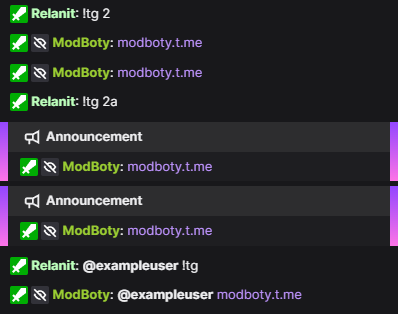 Relanit: !tg 2
ModBoty: modboty.t.me
ModBoty: modboty.t.me
Relanit: !tg 2a
Announcement
ModBoty: modboty.t.me
Announcement
ModBoty: modboty.t.me
Relanit: @exampleuser !tg
ModBoty: @exampleuser modboty.t.me